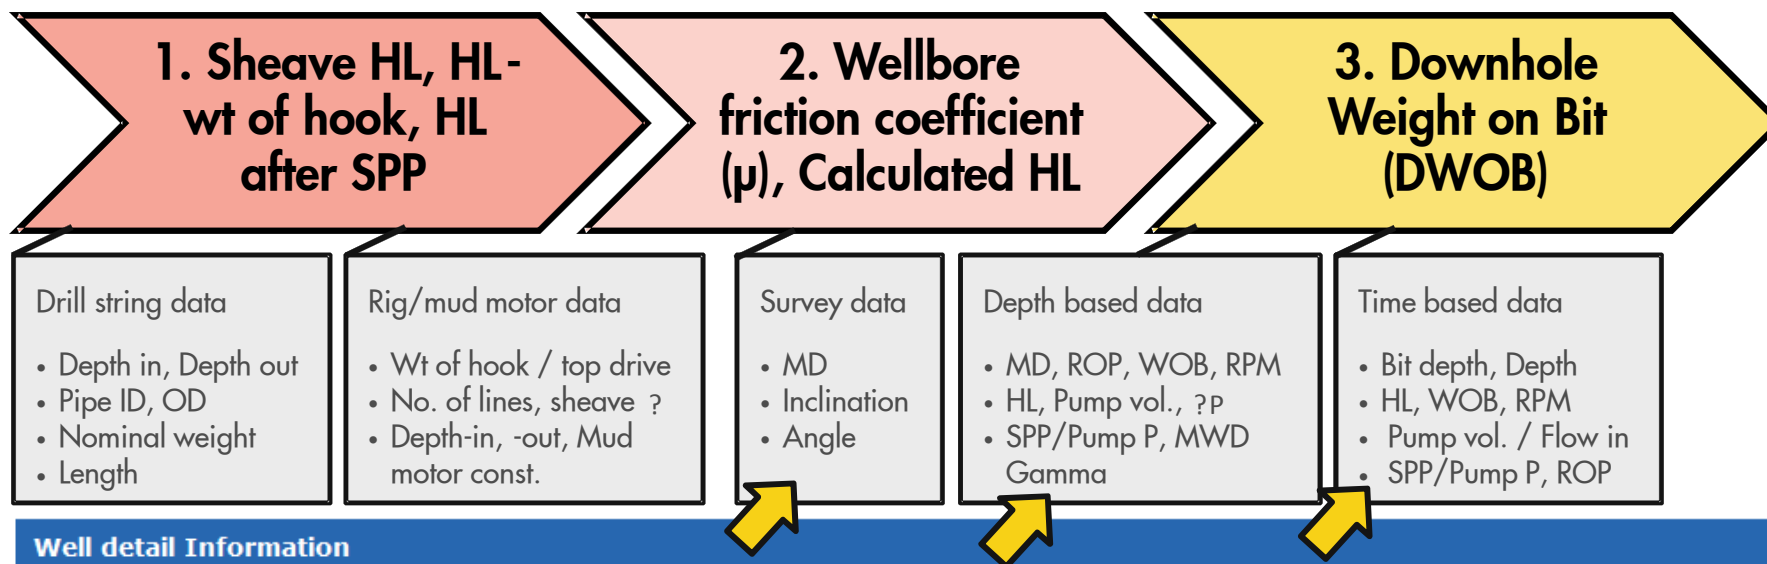 1. Sheave HL, HL-
wt of hook, HL
after SPP
2. Wellbore
friction coefficient
(µ), Calculated HL
3. Downhole
Weight on Bit
(DWOB)
Drill string data
• Depth in, Depth out
• Pipe ID, OD
• Nominal weight
• Length
Rig/mud motor data
• Wt of hook / top drive
• No. of lines, sheave ?
• Depth-in, -out, Mud
motor const.
Survey data
• MD
• Inclination
• Angle
Depth based data
• MD, ROP, WOB, RPM
• HL, Pump vol., ?P
• SPP/Pump P, MWD
Gamma
Time based data
• Bit depth, Depth
• HL, WOB, RPM
• Pump vol. / Flow in
• SPP/Pump P, ROP
Well detail Information